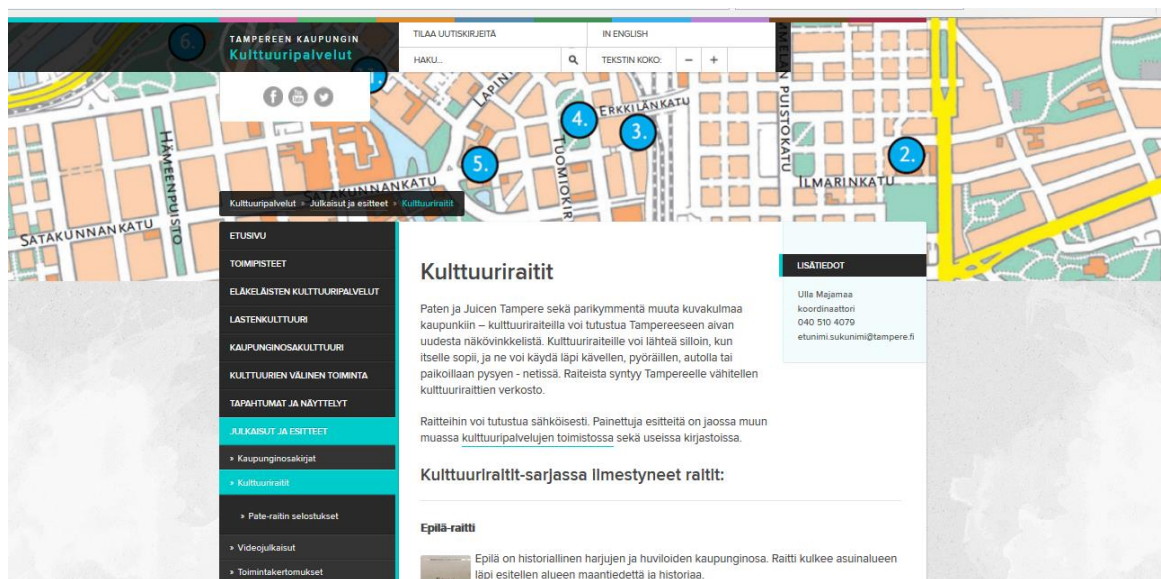 TAMPEREEN KAUPUNGIN
Kulttuuripalvelut
TILAA UUTISKIRJEITÄ
IN ENGLISH
HAKU...
TEKSTIN KOKO:
−
+
6.
4.
3.
5.
2.
ERKKILÄNKATU
HÄMEENPUISTO
SATAKUNNANKATU
SATAKUNNANKATU
PUISTOKATU
ILMARINKATU
Kulttuuripalvelut » Julkaisut ja esitteet » Kulttuuriraitit
ETUSIVU
TOIMIPISTEET
ELÄKELÄISTEN KULTTUURIPALVELUT
LASTENKULTTUURI
KAUPUNGINOSAKULTTUURI
KULTTUURIEN VÄLINEN TOIMINTA
TAPAHTUMAT JA NÄYTTELYT
JULKAISUT JA ESITTEET
» Kaupunginosakirjat
» Kulttuuriraitit
» Pate-raitin selostukset
» Videojulkaisut
» Toimintakertomukset
Kulttuuriraitit
Paten ja Juicen Tampere sekä parikymmentä muuta kuvakulmaa
kaupunkiin – kulttuuriraiteilla voi tutustua Tampereeseen aivan
uudesta näkövinkkelistä. Kulttuuriraiteille voi lähteä silloin, kun
itselle sopii, ja ne voi käydä läpi kävellen, pyöräillen, autolla tai
paikoillaan pysyen - netissä. Raiteista syntyy Tampereelle vähitellen
kulttuuriraittien verkosto.
Raitteihin voi tutustua sähköisesti. Painettuja esitteitä on jaossa muun
muassa kulttuuripalvelujen toimistossa sekä useissa kirjastoissa.
Kulttuuriraitit-sarjassa ilmestyneet raitit:
Epilä-raitti
Epilä on historiallinen harjujen ja huviloiden kaupunginosa. Raitti kulkee asuinalueen
läpi esitellen alueen maantiedettä ja historiaa.
LISÄTIEDOT
Ulla Majamaa
koordinaattori
040 510 4079
etunimi.sukunimi@tampere.fi